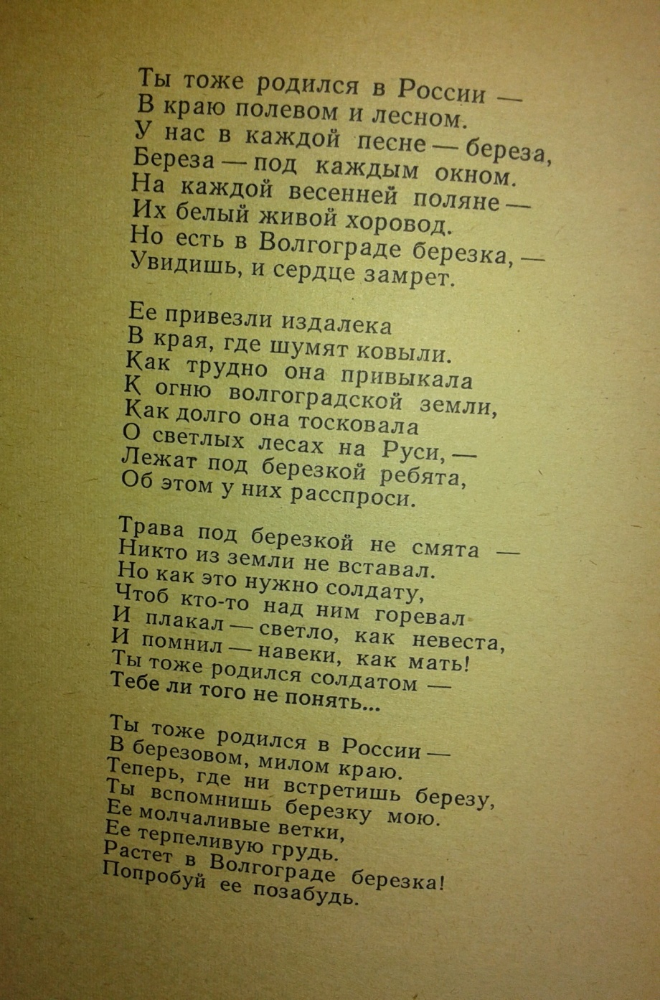 Ты тоже родился в России —
В краю полевом и лесном.
У нас в каждой песне — береза,
Береза — под каждым окном.
На каждой весенней поляне —
Их белый живой хоровод.
Но есть в Волгограде березка, —
Увидишь, и сердце замрет.
Ее привезли издалека
В края, где шумят ковыли.
Как трудно она привыкала
К огню волгоградской земли,
Как долго она тосковала
О светлых лесах на Руси, —
Лежат под березкой ребята,
Об этом у них расспроси.
Трава под березкой не смята —
Никто из земли не вставал.
Но как это нужно солдату,
Чтоб кто-то над ним горевал
И плакал — светло, как невеста,
И помнил — навеки, как мать!
Ты тоже родился солдатом —
Тебе ли того не понять...
Ты тоже родился в России —
В березовом, милом краю.
Теперь, где ни встретишь березу,
Ты вспомнишь березку мою.
Ее молчаливые ветки,
Ее терпеливую грудь.
Растет в Волгограде березка!
Попробуй ее позабудь.